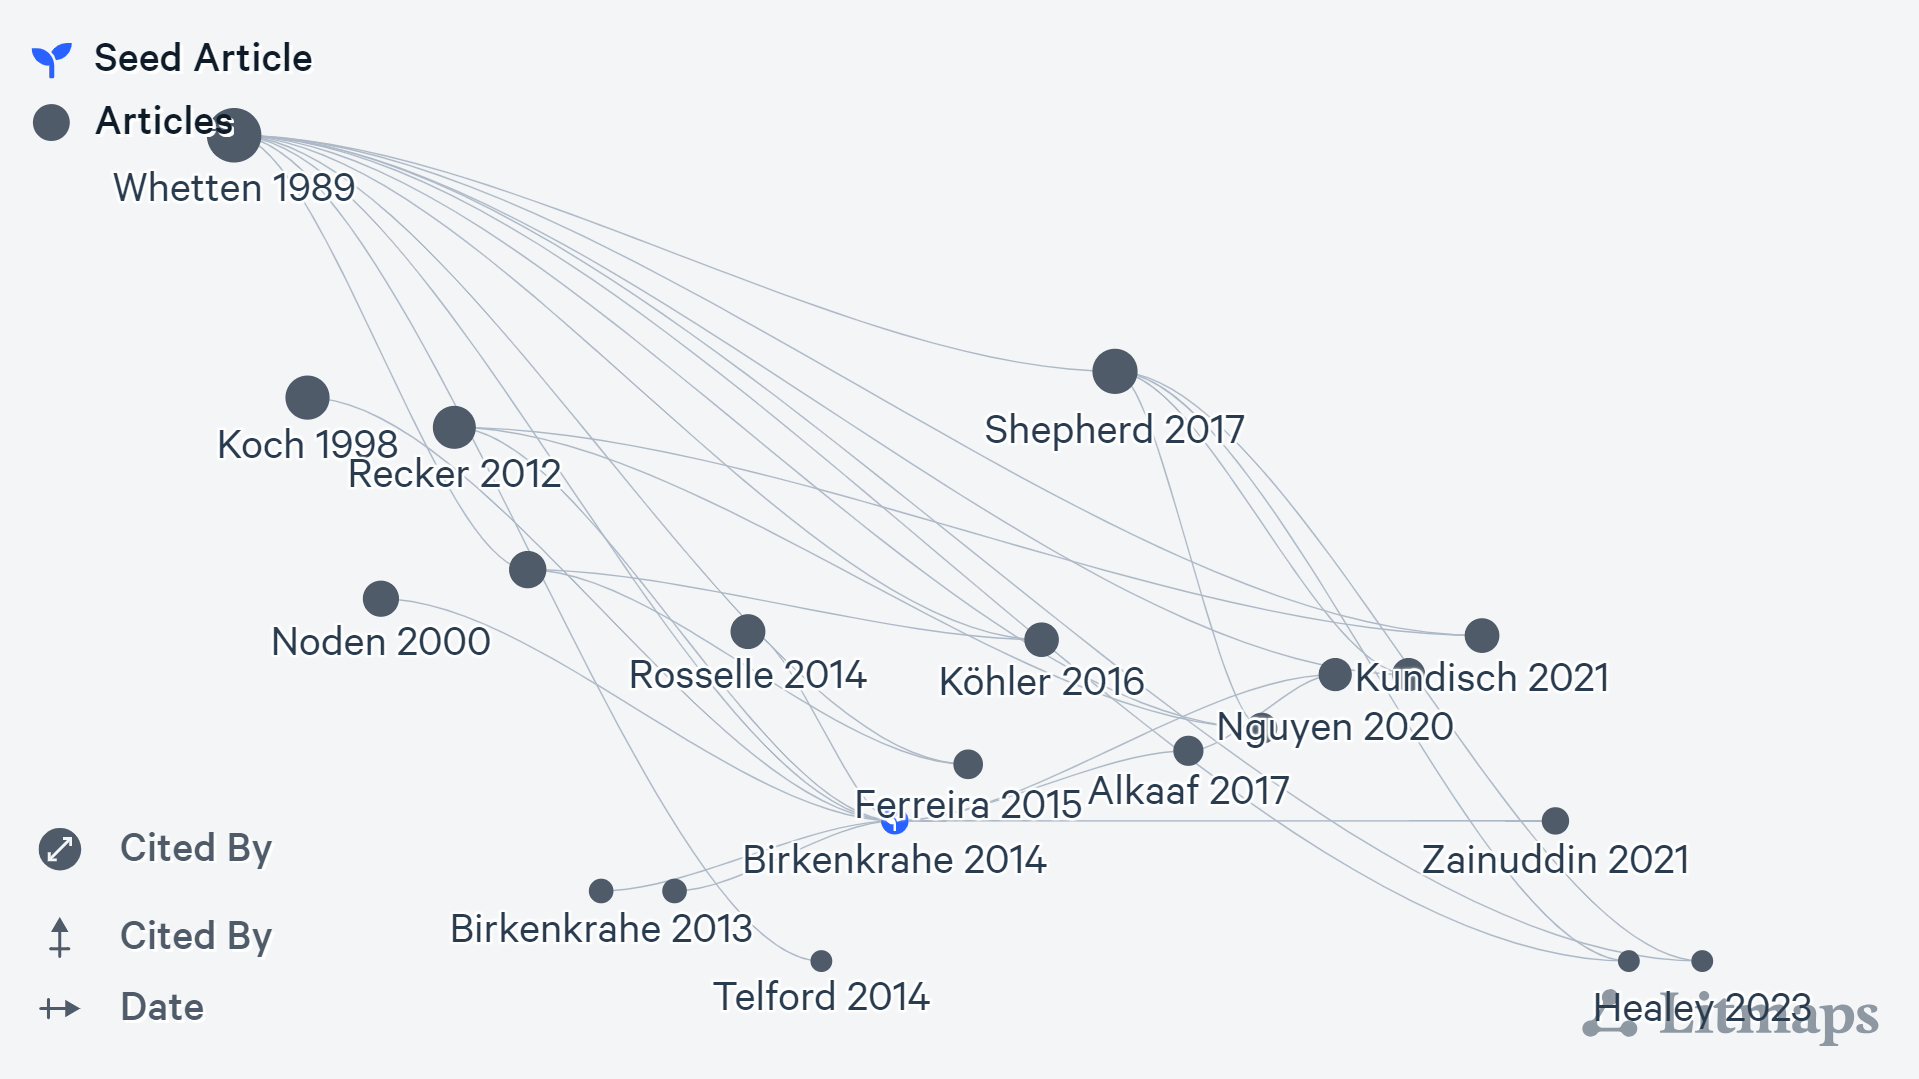 Seed Article
Articles
Whetten 1989
Shepherd 2017
Koch 1998
Recker 2012
Noden 2000
Rosselle 2014
Köhler 2016
Kundisch 2021
Nguyen 2020
Alkaaf 2017
Ferreira 2015
Birkenkrahe 2014
Zainuddin 2021
Birkenkrahe 2013
Telford 2014
Healey 2023
Cited By
Cited By
Date
Litmaps